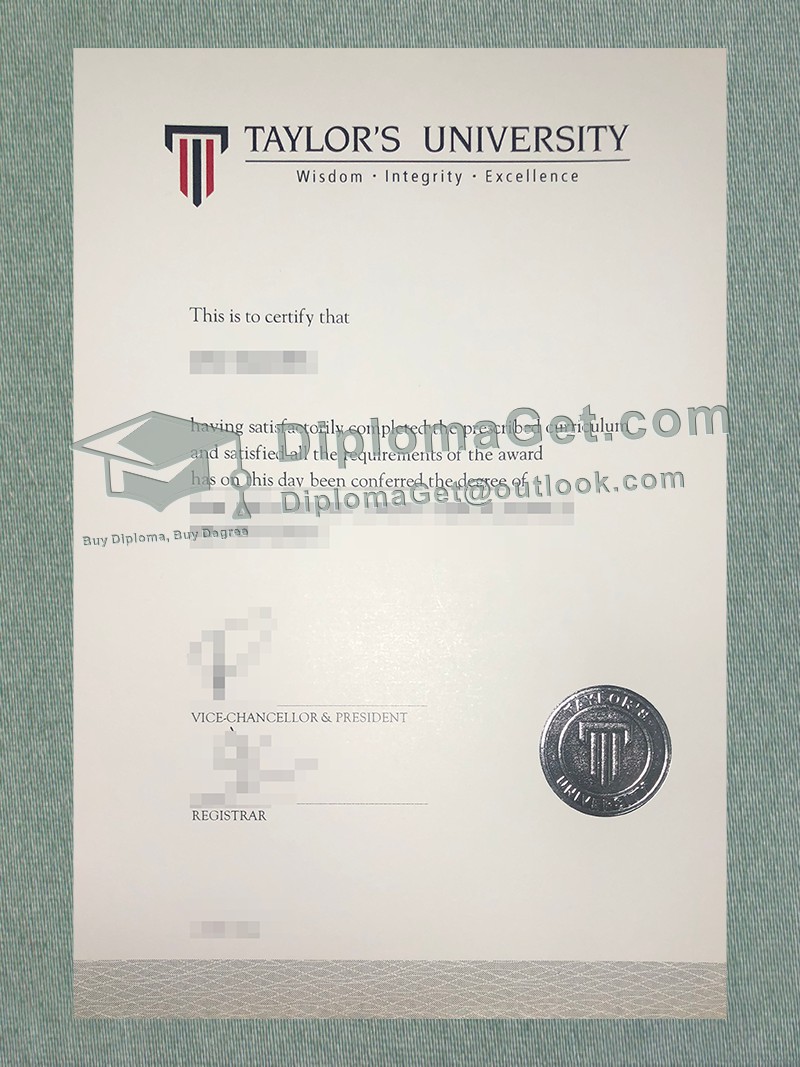 TAYLOR'S UNIVERSITY
Wisdom · Integrity · Excellence
This is to certify that
having satisfactorily completed the prescribed curriculum
and satisfied all the requirements of the award
has on this day been conferred the degree of
DiplomaGet.com
DiplomaGet@outlook.com
Buy Diploma, Buy Degree
VICE-CHANCELLOR & PRESIDENT
REGISTRAR
TAYLOR'S
UNIVERSITY